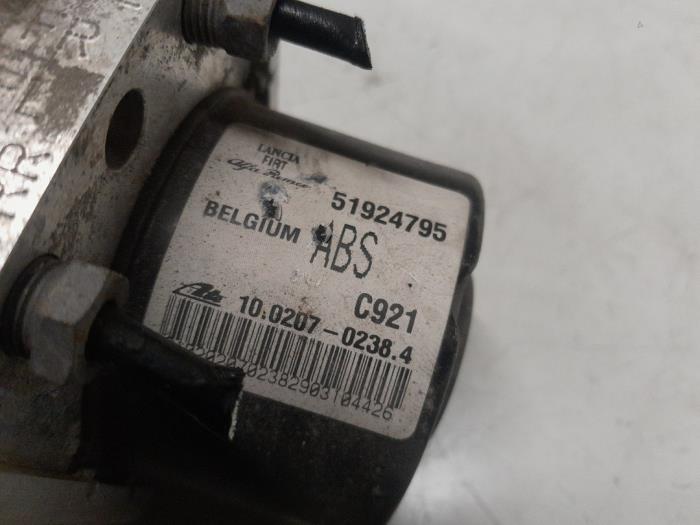 LANCIA
FIAT
Alfa Romeo
51924795
BELGIUM ABS
C921
Ate 10.0207-0238.4